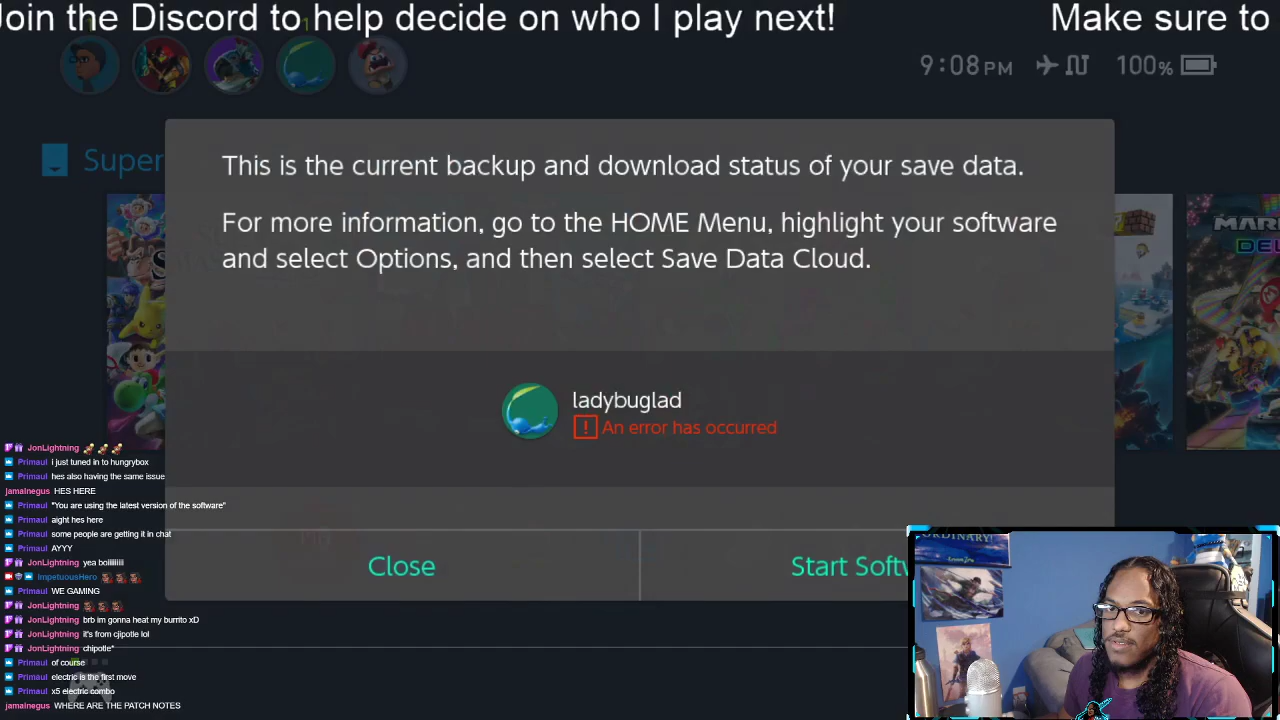 Join the Discord to help decide on who I play next! Make sure to
9:08 PM 100%
Super
This is the current backup and download status of your save data.
For more information, go to the HOME Menu, highlight your software
and select Options, and then select Save Data Cloud.
MARI
DEL
ladybuglad
! An error has occurred
Close
Start Softw
JonLightning
Primaul i just tuned in to hungrybox
Primaul hes also having the same issue
jamalnegus HES HERE
Primaul "You are using the latest version of the software"
Primaul aight hes here
Primaul some people are getting it in chat
Primaul AYYY
JonLightning yea boiiiiiiii
ImpetuousHero
Primaul WE GAMING
JonLightning
JonLightning brb im gonna heat my burrito xD
JonLightning it's from cjipotle lol
JonLightning chipotle*
Primaul of course
Primaul electric is the first move
Primaul x5 electric combo
jamalnegus WHERE ARE THE PATCH NOTES
ORDINARY!